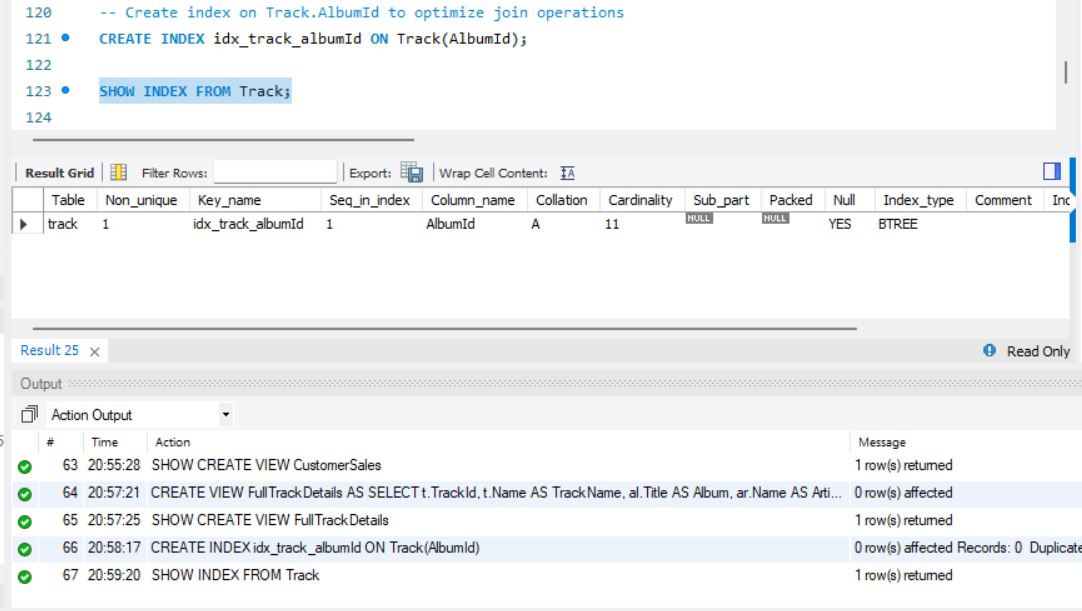 120 -- Create index on Track.AlbumId to optimize join operations
121 CREATE INDEX idx_track_albumId ON Track(AlbumId);
122
123 SHOW INDEX FROM Track;
124
Result Grid Filter Rows: Export: Wrap Cell Content: IA
Table Non_unique Key_name Seq_in_index Column_name Collation Cardinality Sub_part Packed Null Index_type Comment Inc
track 1 idx_track_albumId 1 AlbumId A 11 NULL NULL YES BTREE
Result 25 Read Only
Output
Action Output
# Time Action Message
63 20:55:28 SHOW CREATE VIEW CustomerSales 1 row(s) returned
64 20:57:21 CREATE VIEW FullTrackDetails AS SELECT t.TrackId, t.Name AS TrackName, al.Title AS Album, ar.Name AS Arti... 0 row(s) affected
65 20:57:25 SHOW CREATE VIEW FullTrackDetails 1 row(s) returned
66 20:58:17 CREATE INDEX idx_track_albumId ON Track(AlbumId) 0 row(s) affected Records: 0 Duplicate
67 20:59:20 SHOW INDEX FROM Track 1 row(s) returned